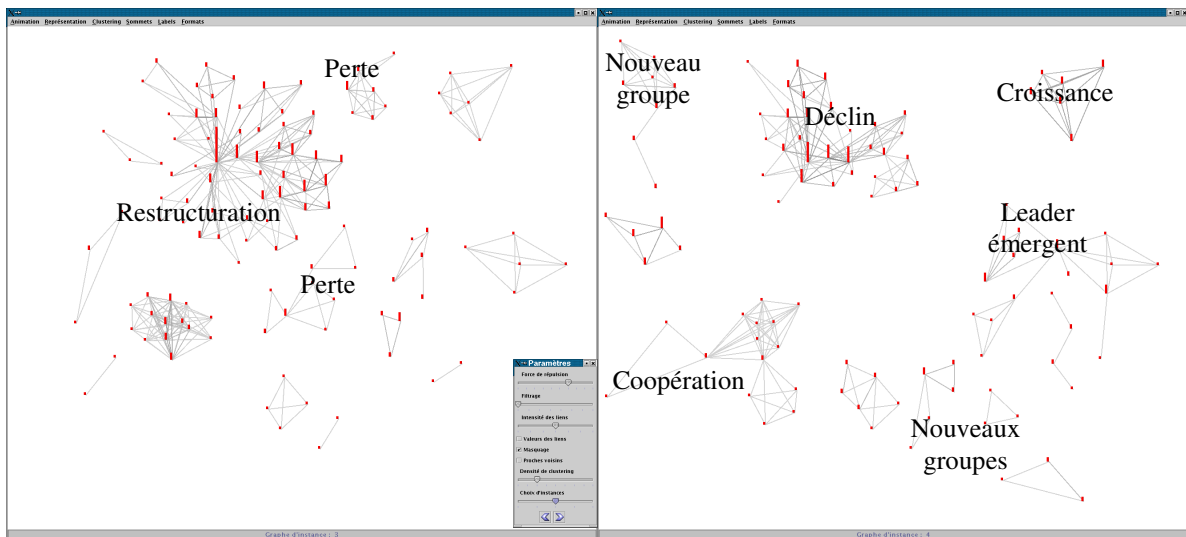 Animation Représentation Clustering Sommets Labels Formats
Perte
Restructuration
Perte
Paramètres
Force de répulsion
Filtrage
Intensité des liens
Valeurs des liens
Masquage
Proches voisins
Densité de clustering
Choix d'instances
Graphe d'instance : 3
Animation Représentation Clustering Sommets Labels Formats
Nouveau
groupe
Déclin
Croissance
Leader
émergent
Coopération
Nouveaux
groupes
Graphe d'instance : 4